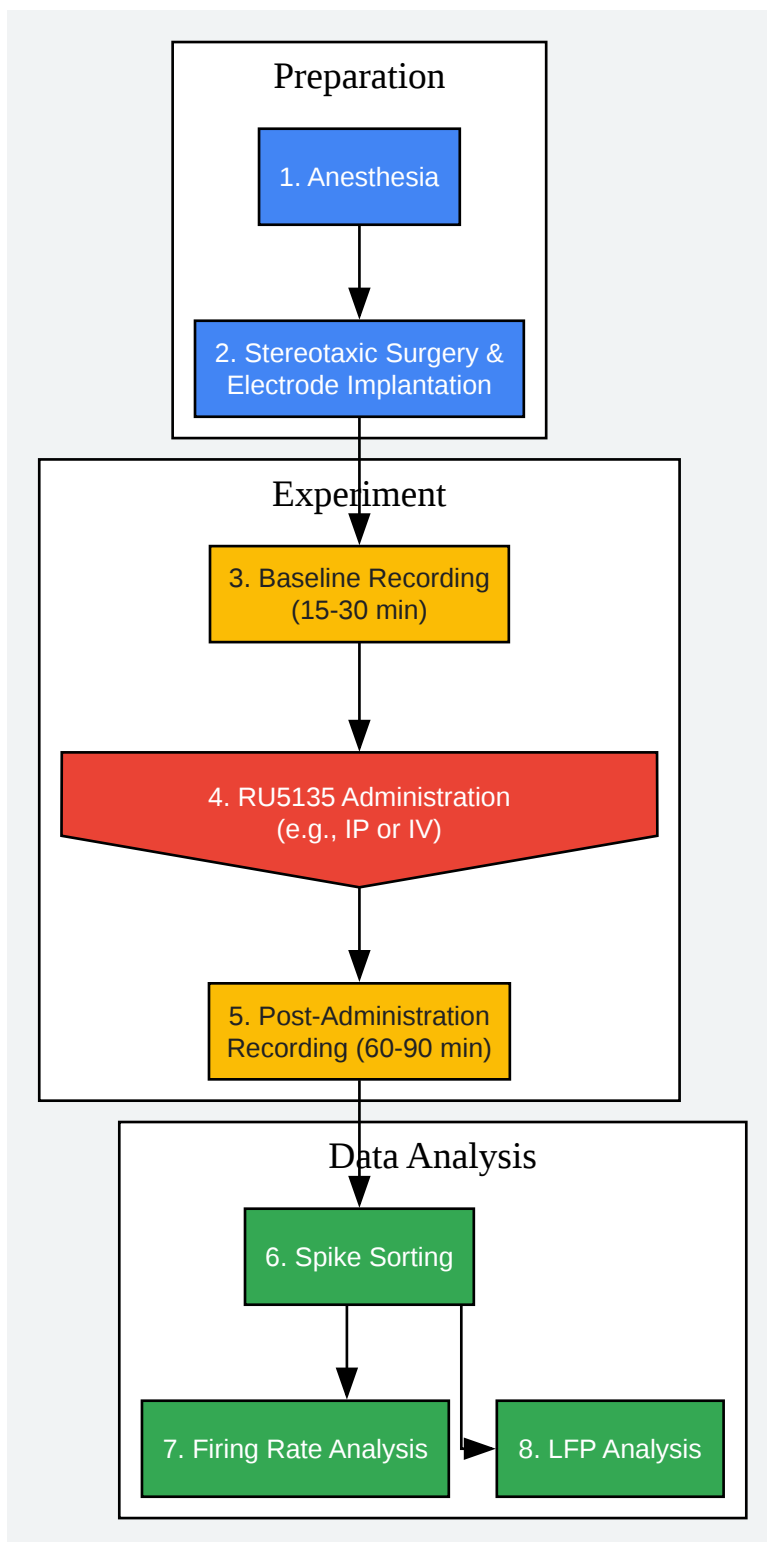 Preparation
1. Anesthesia
2. Stereotaxic Surgery &
Electrode Implantation
Experiment
3. Baseline Recording
(15-30 min)
4. RU5135 Administration
(e.g., IP or IV)
5. Post-Administration
Recording (60-90 min)
Data Analysis
6. Spike Sorting
7. Firing Rate Analysis
8. LFP Analysis